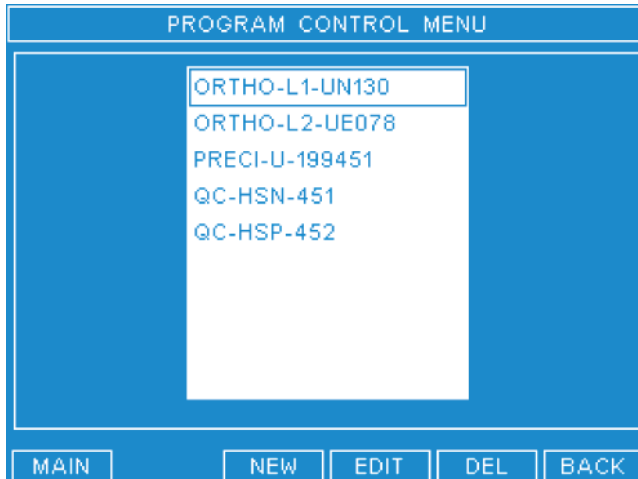 PROGRAM CONTROL MENU
ORTHO-L1-UN130
ORTHO-L2-UE078
PRECI-U-199451
QC-HSN-451
QC-HSP-452
MAIN NEW EDIT DEL BACK